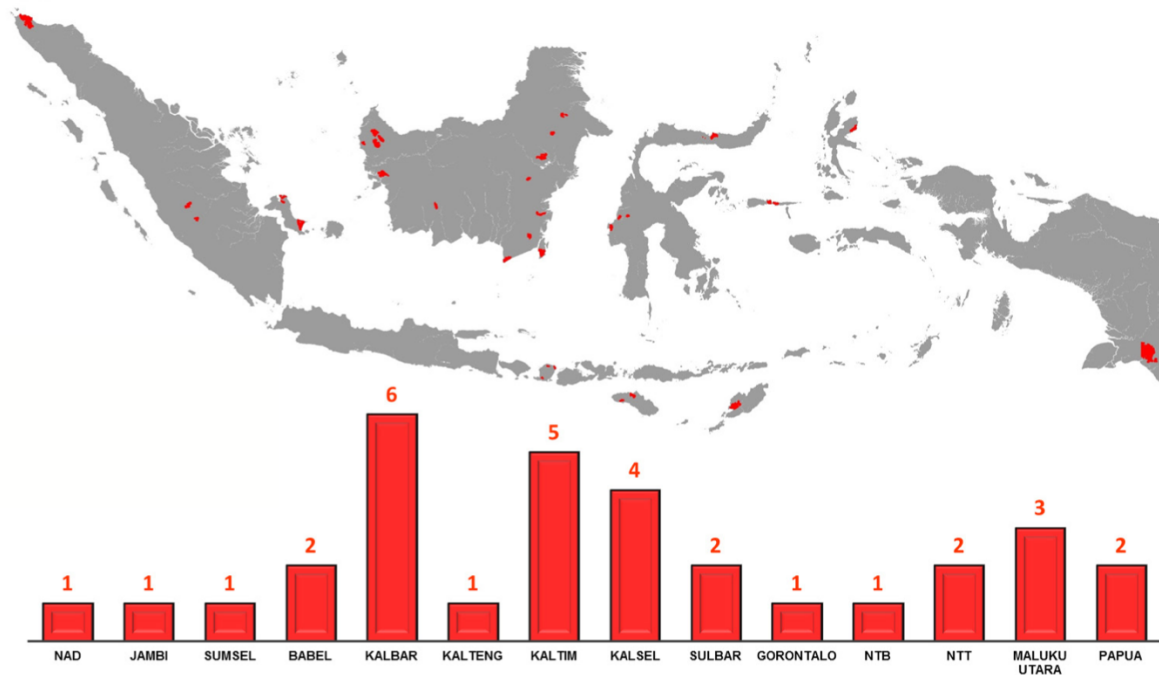 6
5
4
3
2
2
2
2
1
1
1
1
1
1
NAD
JAMBI
SUMSEL
BABEL
KALBAR
KALTENG
KALTIM
KALSEL
SULBAR
GORONTALO
NTB
NTT
MALUKU
UTARA
PAPUA